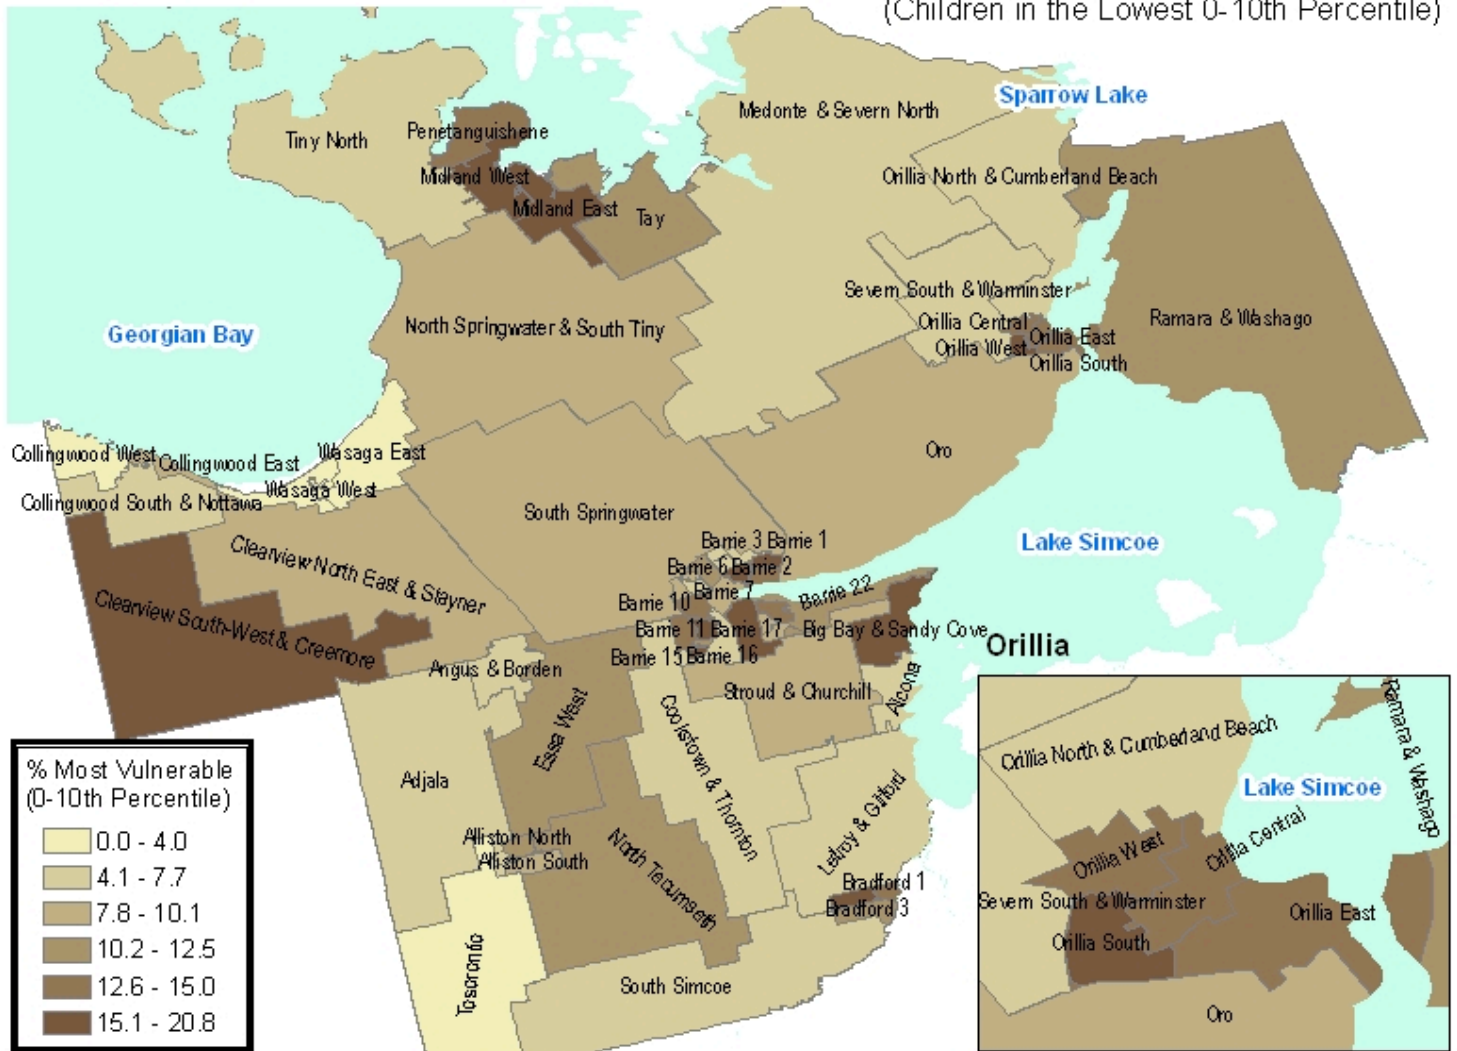 (Children in the Lowest 0-10th Percentile)
Sparrow Lake
Medonte & Severn North
Tiny North
Penetanguishene
Midland West
Orillia North & Cumberland Beach
Midland East
Tay
Severn South & Warminster
Georgian Bay
North Springwater & South Tiny
Orillia Central
Ramara & Washago
Orillia West
Orillia East
Orillia South
Collingwood West
Collingwood East
Wasaga East
Oro
Wasaga West
Collingwood South & Nottawa
South Springwater
Barrie 3 Barrie 1
Lake Simcoe
Clearview North East & Stayner
Barrie 6 Barrie 2
Barrie 7
Barrie 22
Barrie 10
Clearview South-West & Creemore
Barrie 11 Barrie 17
Big Bay & Sandy Cove
Orillia
Barrie 15 Barrie 16
Angus & Borden
Stroud & Churchill
Alcona
Essa West
Cookstown & Thornton
Adjala
Lefroy & Gilford
Alliston North
Alliston South
North Tecumseth
Bradford 1
Bradford 3
Tosorontio
South Simcoe
% Most Vulnerable
(0-10th Percentile)
0.0 - 4.0
4.1 - 7.7
7.8 - 10.1
10.2 - 12.5
12.6 - 15.0
15.1 - 20.8
Orillia North & Cumberland Beach
Ramara & Washago
Lake Simcoe
Orillia West
Orillia Central
Severn South & Warminster
Orillia East
Orillia South
Oro